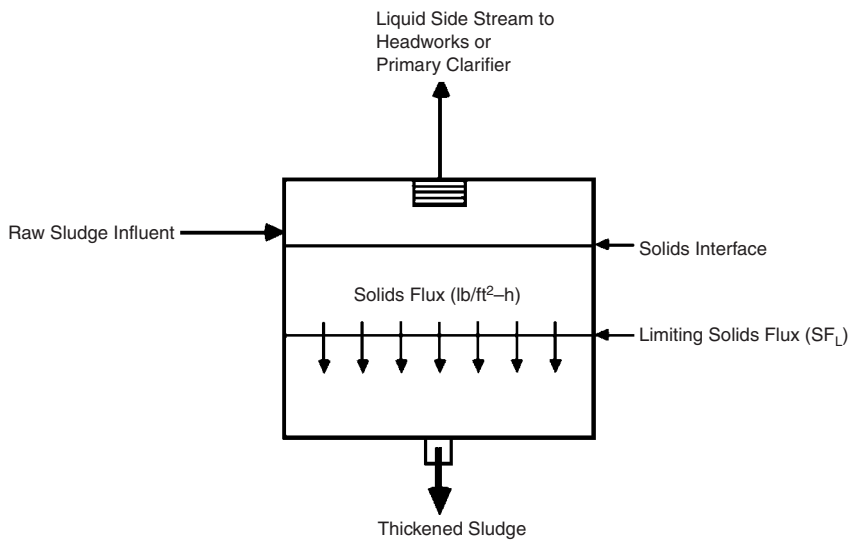 Liquid Side Stream to
Headworks or
Primary Clarifier
Raw Sludge Influent
Solids Interface
Solids Flux (lb/ft²–h)
Limiting Solids Flux (SF_L)
Thickened Sludge